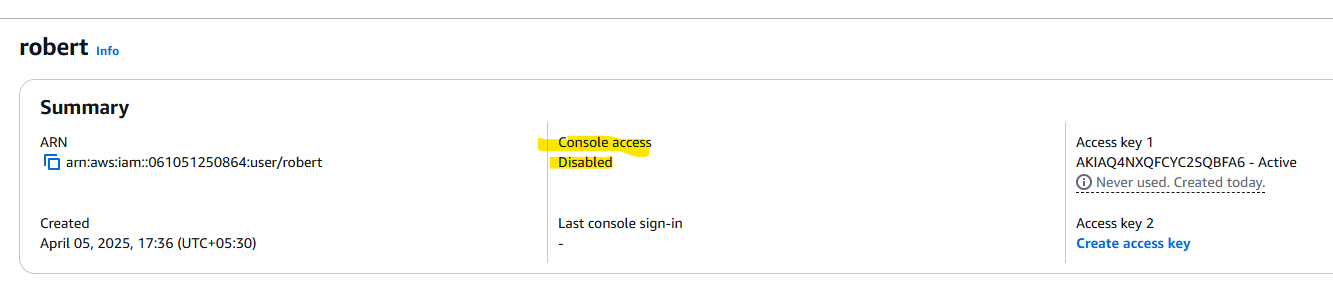 robert Info
Summary
ARN
arn:aws:iam::061051250864:user/robert
Console access
Disabled
Access key 1
AKIAQ4NXQFCYC2SQBFA6 - Active
Never used. Created today.
Created
April 05, 2025, 17:36 (UTC+05:30)
Last console sign-in
-
Access key 2
Create access key